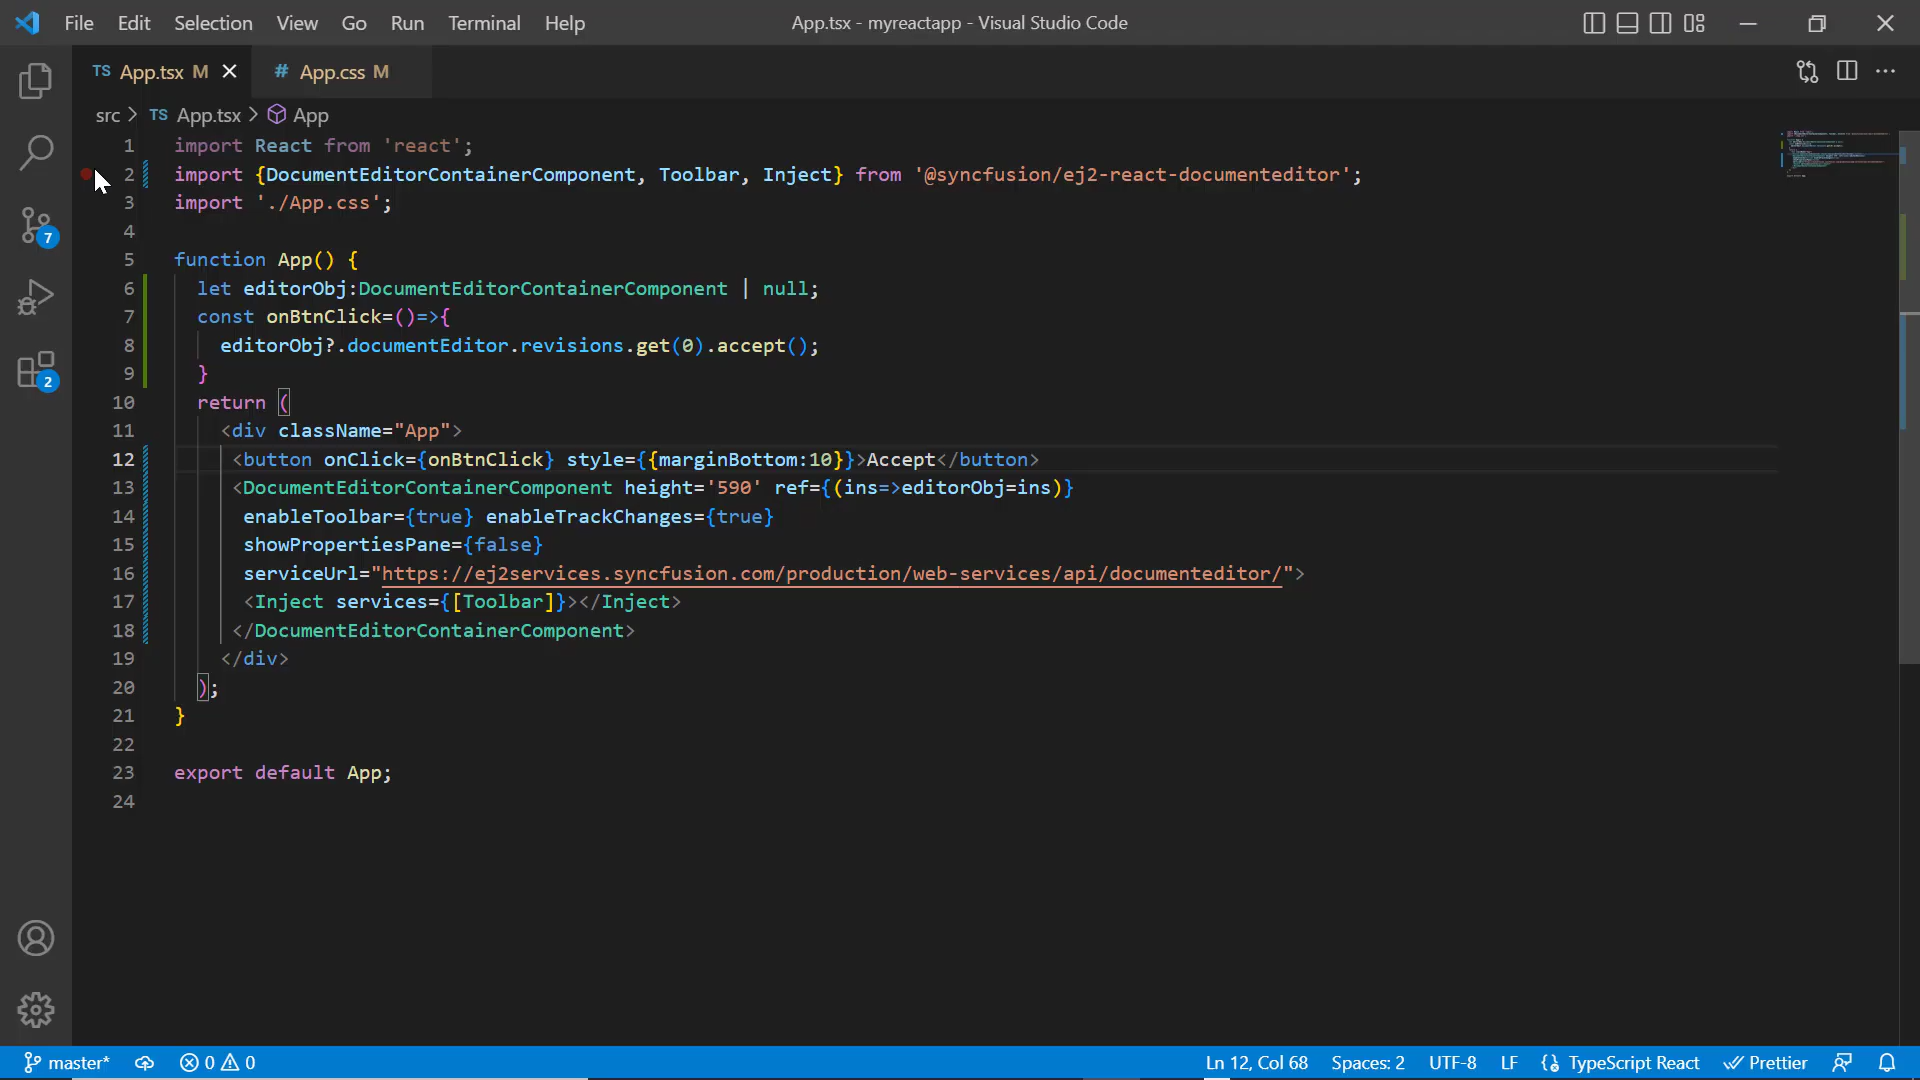 File Edit Selection View Go Run Terminal Help App.tsx - myreactapp - Visual Studio Code
TS App.tsx M # App.css M
src > TS App.tsx > App
1 import React from 'react';
2 import {DocumentEditorContainerComponent, Toolbar, Inject} from '@syncfusion/ej2-react-documenteditor';
3 import './App.css';
4
5 function App() {
6 let editorObj:DocumentEditorContainerComponent | null;
7 const onBtnClick=()=>{
8 editorObj?.documentEditor.revisions.get(0).accept();
9 }
10 return (
11 <div className="App">
12 <button onClick={onBtnClick} style={{marginBottom:10}}>Accept</button>
13 <DocumentEditorContainerComponent height='590' ref={(ins=>editorObj=ins)}
14 enableToolbar={true} enableTrackChanges={true}
15 showPropertiesPane={false}
16 serviceUrl="https://ej2services.syncfusion.com/production/web-services/api/documenteditor/">
17 <Inject services={[Toolbar]}></Inject>
18 </DocumentEditorContainerComponent>
19 </div>
20 );
21 }
22
23 export default App;
24
7
2
master* 0 0 Ln 12, Col 68 Spaces: 2 UTF-8 LF {} TypeScript React Prettier